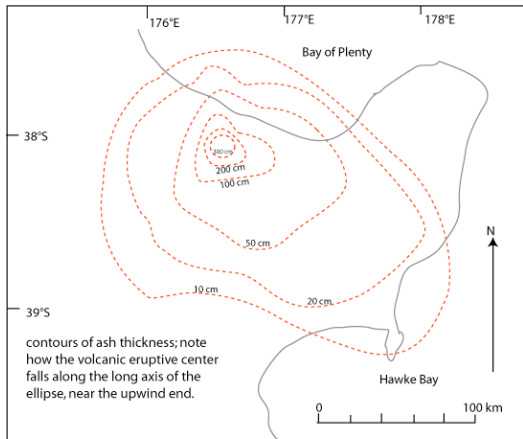 176°E
177°E
178°E
Bay of Plenty
38°S
200 cm
100 cm
50 cm
N
10 cm
20 cm
39°S
contours of ash thickness; note
how the volcanic eruptive center
falls along the long axis of the
ellipse, near the upwind end.
Hawke Bay
0 100 km